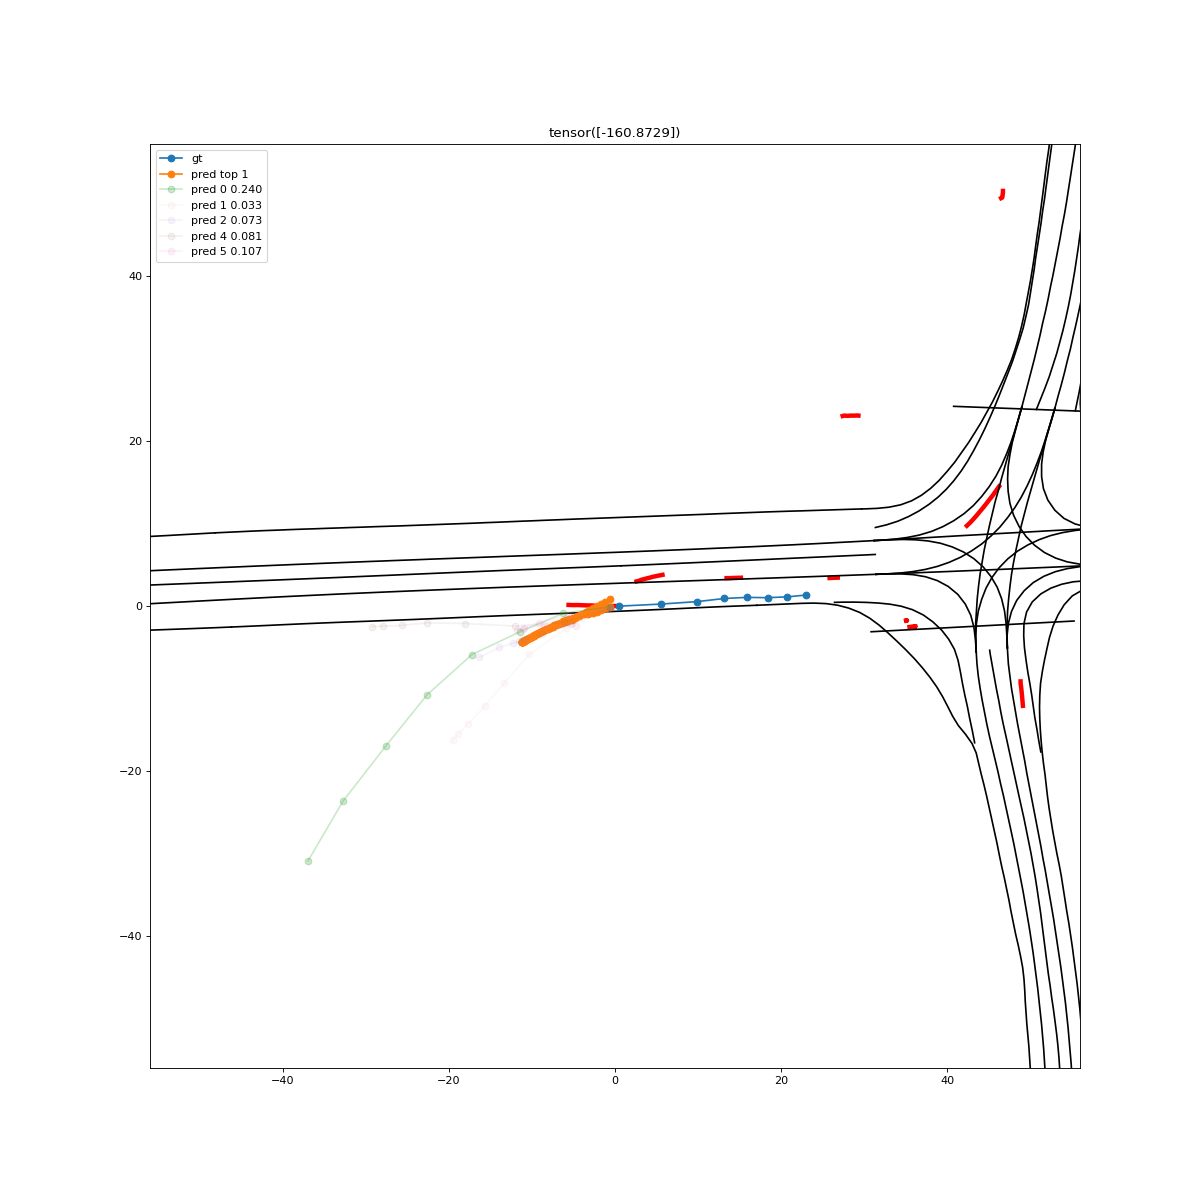 tensor([-160.8729])
gt
pred top 1
pred 0 0.240
pred 1 0.033
pred 2 0.073
pred 4 0.081
pred 5 0.107
40
20
0
−20
−40
−40
−20
0
20
40